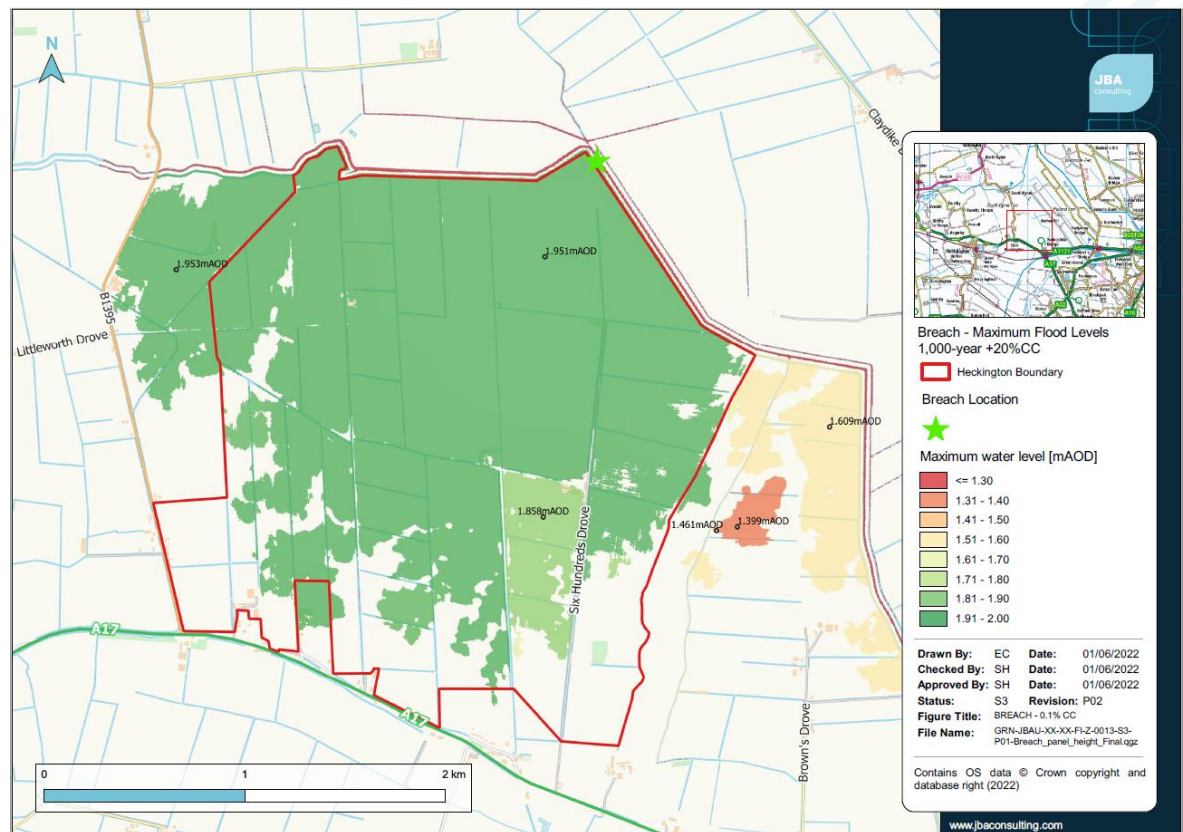 N
JBA
consulting
Claydike
1.953mAOD
1.951mAOD
B1395
Littleworth Drove
1.609mAOD
1.858mAOD
1.461mAOD
1.399mAOD
Six Hundreds Drove
A17
A17
Brown's Drove
0 1 2 km
Breach - Maximum Flood Levels
1,000-year +20%CC
Heckington Boundary
Breach Location
Maximum water level [mAOD]
<= 1.30
1.31 - 1.40
1.41 - 1.50
1.51 - 1.60
1.61 - 1.70
1.71 - 1.80
1.81 - 1.90
1.91 - 2.00
Drawn By: EC Date: 01/06/2022
Checked By: SH Date: 01/06/2022
Approved By: SH Date: 01/06/2022
Status: S3 Revision: P02
Figure Title: BREACH - 0.1% CC
File Name: GRN-JBAU-XX-XX-FI-Z-0013-S3-
P01-Breach_panel_height_Final.qgz
Contains OS data © Crown copyright and
database right (2022)
www.jbaconsulting.com